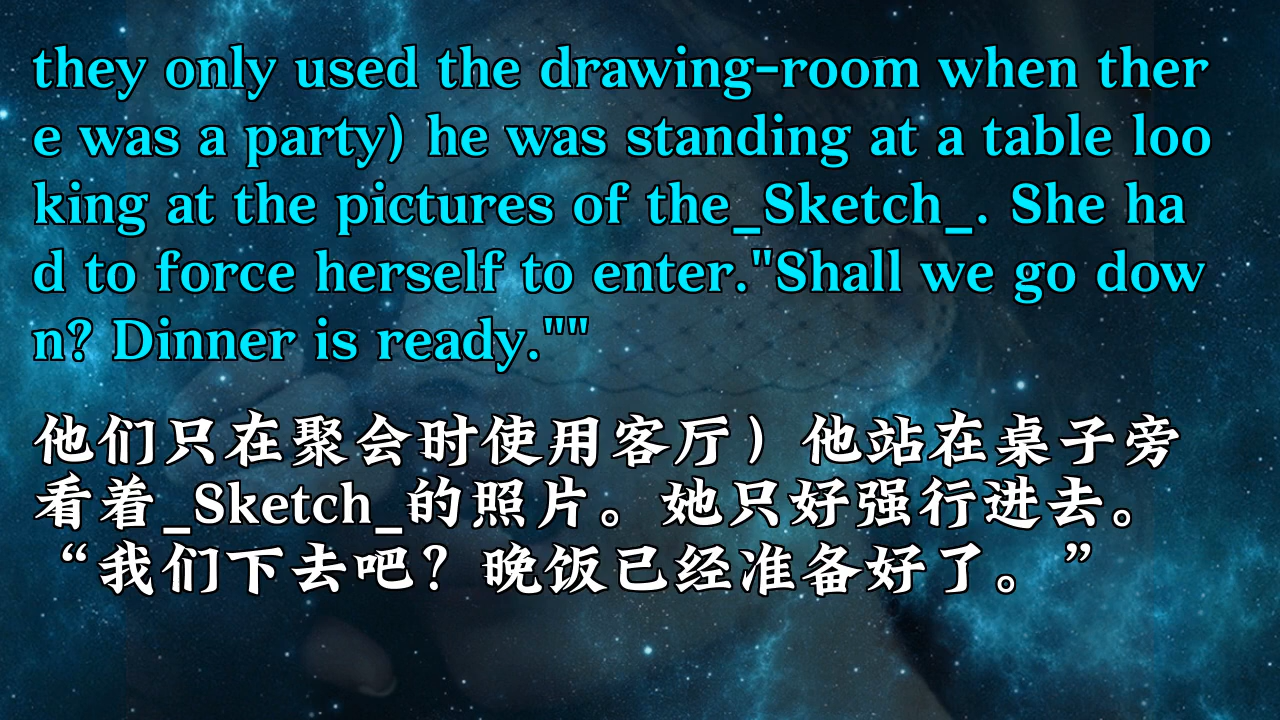 they only used the drawing-room when ther
e was a party) he was standing at a table loo
king at the pictures of the_Sketch_. She ha
d to force herself to enter."Shall we go dow
n? Dinner is ready.""
他们只在聚会时使用客厅）他站在桌子旁
看着_Sketch_的照片。她只好强行进去。
“我们下去吧？晚饭已经准备好了。”